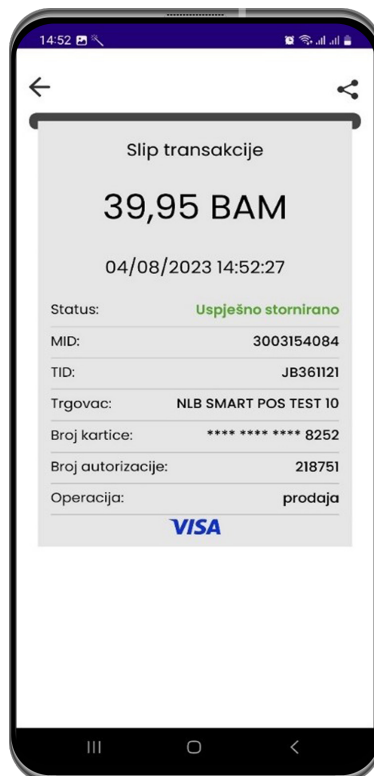 14:52
Slip transakcije
39,95 BAM
04/08/2023 14:52:27
Status: Uspješno stornirano
MID: 3003154084
TID: JB361121
Trgovac: NLB SMART POS TEST 10
Broj kartice: **** **** **** 8252
Broj autorizacije: 218751
Operacija: prodaja
VISA